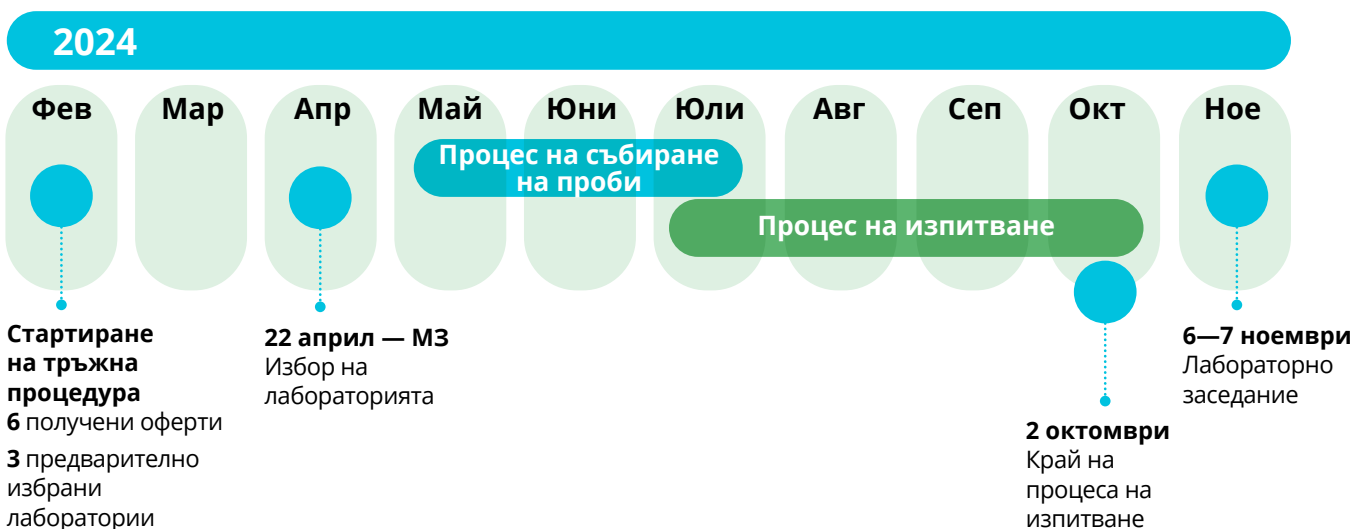 2024
Фев
Мар
Апр
Май
Юни
Юли
Авг
Сеп
Окт
Ное
Процес на събиране
на проби
Процес на изпитване
Стартиране
на тръжна
процедура
6 получени оферти
3 предварително
избрани
лаборатории
22 април — МЗ
Избор на
лабораторията
2 октомври
Край на
процеса на
изпитване
6—7 ноември
Лабораторно
заседание